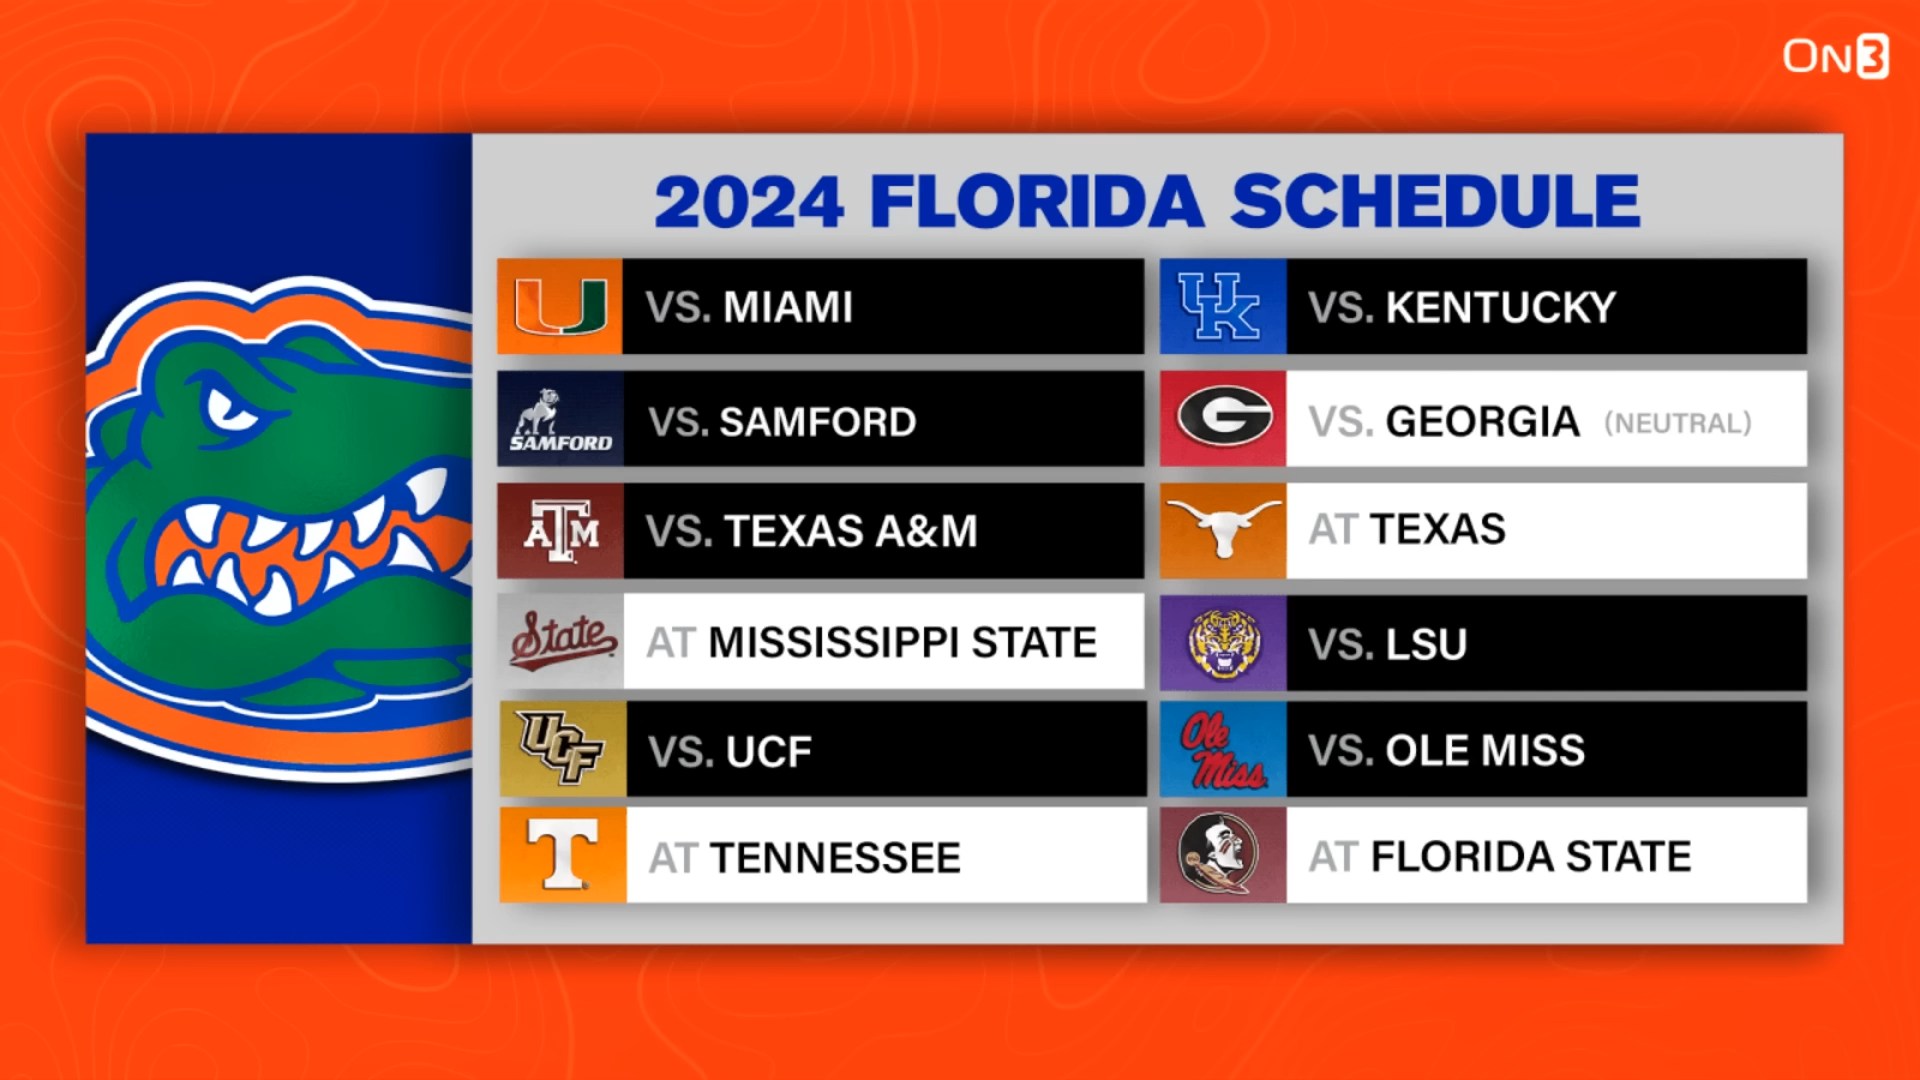 ON3
2024 FLORIDA SCHEDULE
VS. MIAMI
SAMFORD
VS. SAMFORD
ATM
VS. TEXAS A&M
State
AT MISSISSIPPI STATE
UCF
VS. UCF
T
AT TENNESSEE
U
UK
VS. KENTUCKY
G
VS. GEORGIA (NEUTRAL)
AT TEXAS
VS. LSU
Ole
Miss
VS. OLE MISS
AT FLORIDA STATE